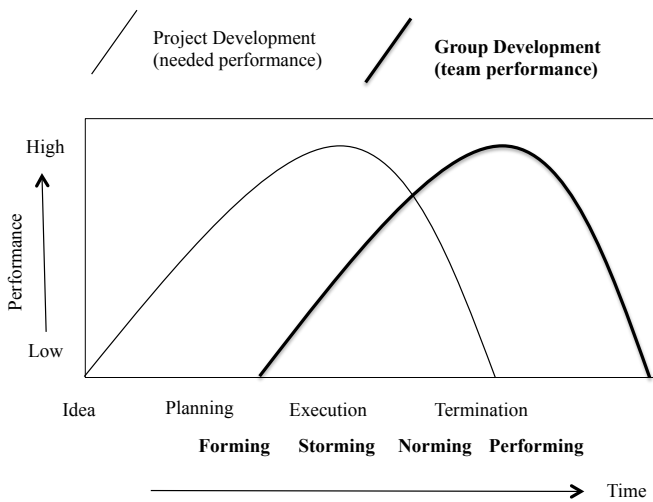 Project Development
(needed performance)
Group Development
(team performance)
High
Performance
Low
Idea Planning Execution Termination
Forming Storming Norming Performing
Time